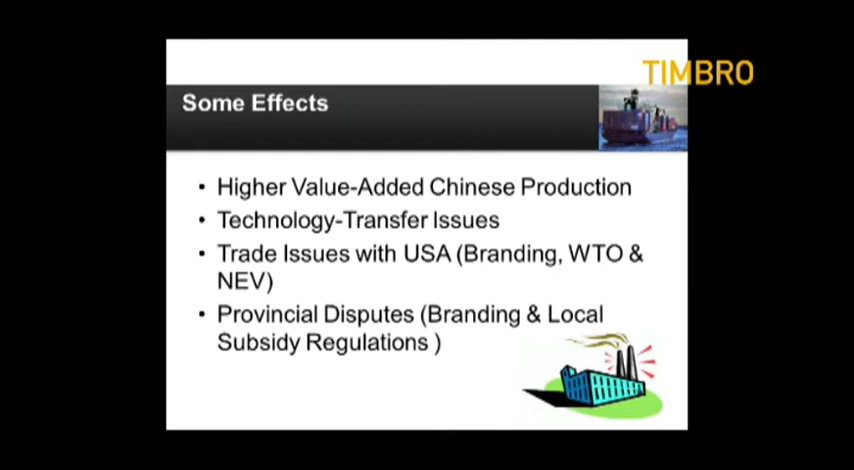 TIMBRO
Some Effects
• Higher Value-Added Chinese Production
• Technology-Transfer Issues
• Trade Issues with USA (Branding, WTO &
NEV)
• Provincial Disputes (Branding & Local
Subsidy Regulations )